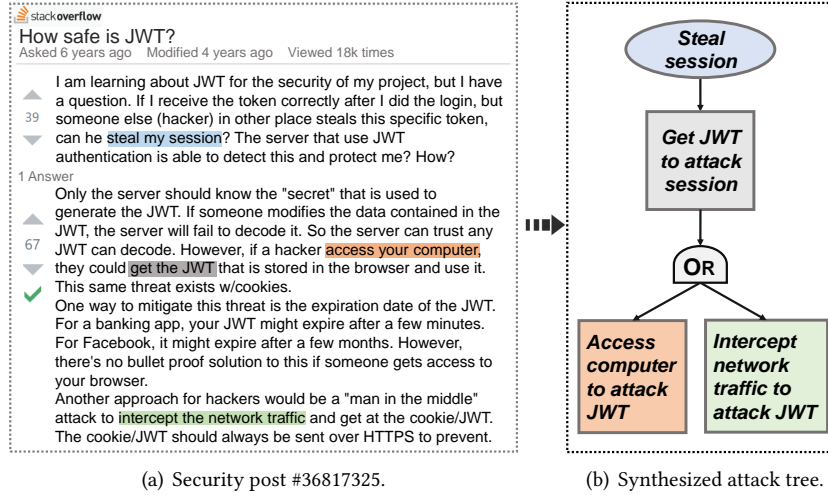 stackoverflow
How safe is JWT?
Asked 6 years ago Modified 4 years ago Viewed 18k times
39
I am learning about JWT for the security of my project, but I have
a question. If I receive the token correctly after I did the login, but
someone else (hacker) in other place steals this specific token,
can he steal my session? The server that use JWT
authentication is able to detect this and protect me? How?
1 Answer
67
Only the server should know the "secret" that is used to
generate the JWT. If someone modifies the data contained in the
JWT, the server will fail to decode it. So the server can trust any
JWT can decode. However, if a hacker access your computer,
they could get the JWT that is stored in the browser and use it.
This same threat exists w/cookies.
One way to mitigate this threat is the expiration date of the JWT.
For a banking app, your JWT might expire after a few minutes.
For Facebook, it might expire after a few months. However,
there's no bullet proof solution to this if someone gets access to
your browser.
Another approach for hackers would be a "man in the middle"
attack to intercept the network traffic and get at the cookie/JWT.
The cookie/JWT should always be sent over HTTPS to prevent.
(a) Security post #36817325.
Steal
session
Get JWT
to attack
session
OR
Access
computer
to attack
JWT
Intercept
network
traffic to
attack JWT
(b) Synthesized attack tree.